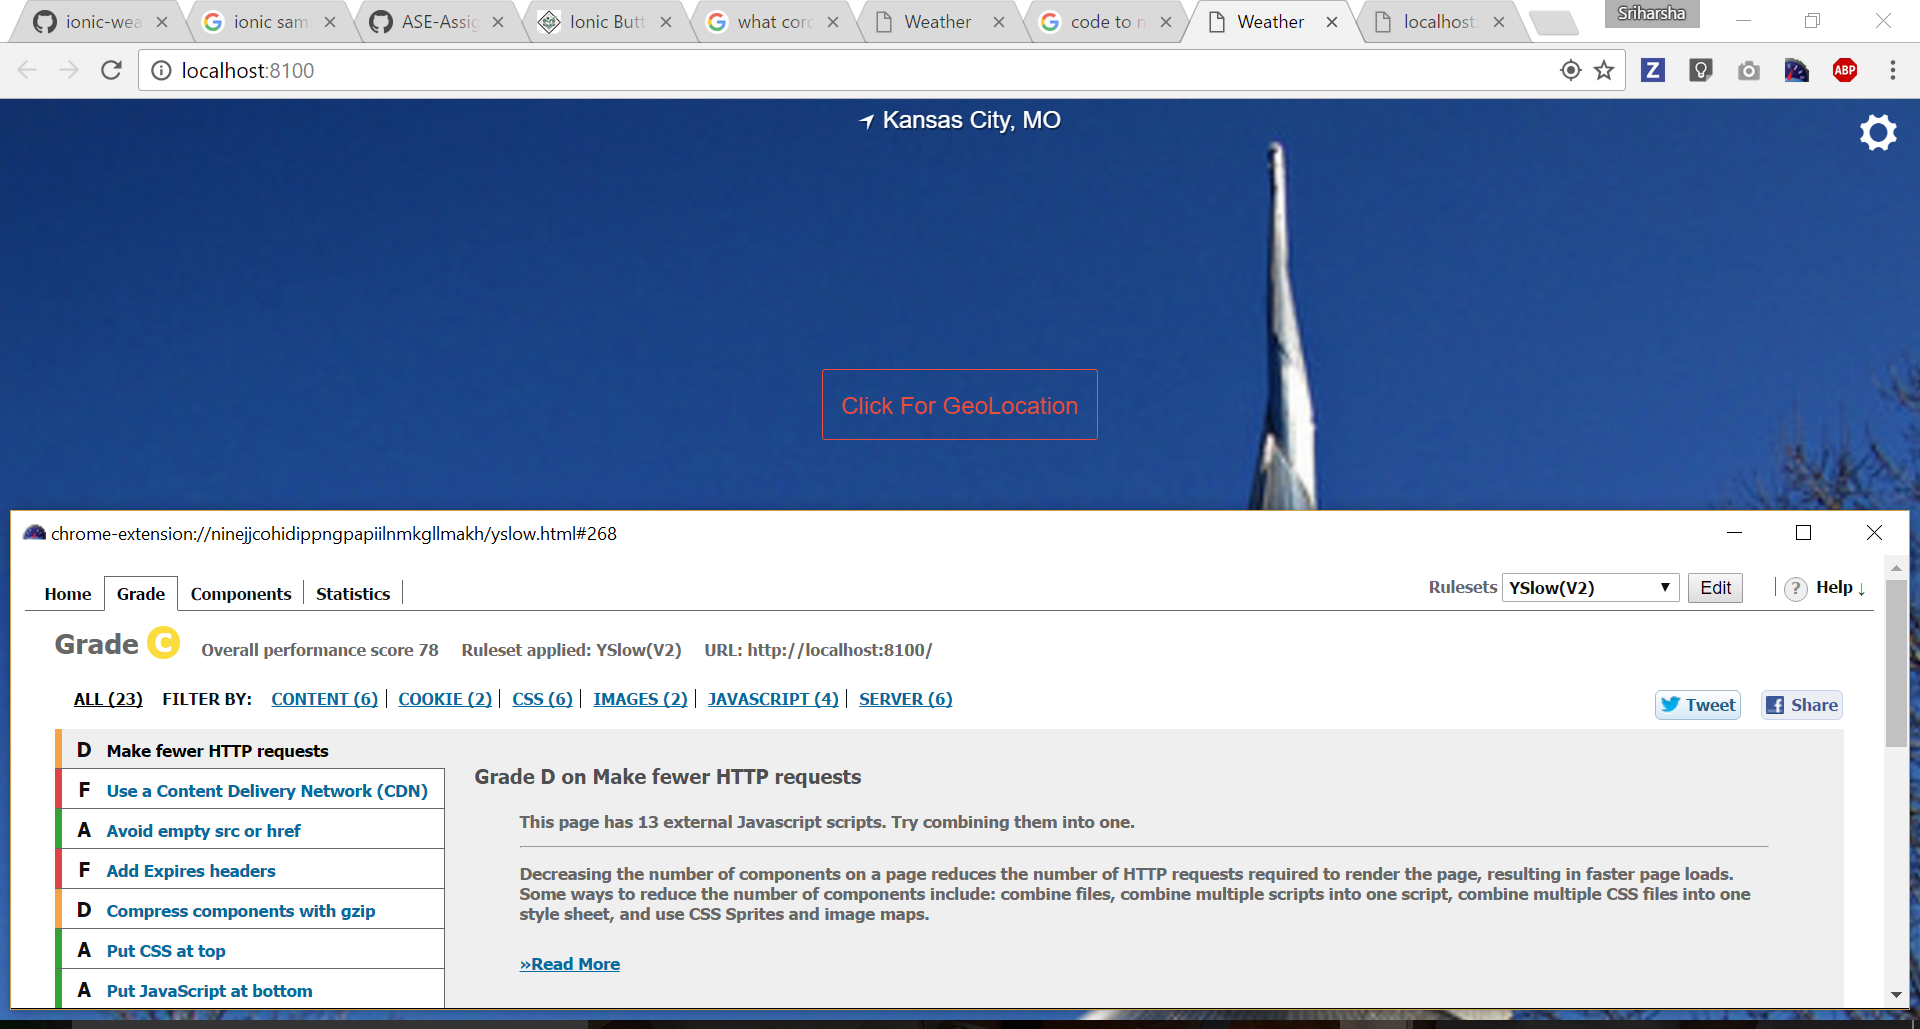 ionic-wea
ionic sam
ASE-Assig
Ionic Butt
what cord
Weather
code to n
Weather
localhost:
Sriharsha
localhost:8100
Z
ABP
Kansas City, MO
Click For GeoLocation
chrome-extension://ninejjcohidippngpapiilnmkgllmakh/yslow.html#268
Home Grade Components Statistics
Rulesets YSlow(V2) Edit ? Help ↓
Grade C Overall performance score 78 Ruleset applied: YSlow(V2) URL: http://localhost:8100/
ALL (23) FILTER BY: CONTENT (6) COOKIE (2) CSS (6) IMAGES (2) JAVASCRIPT (4) SERVER (6)
Tweet
Share
D Make fewer HTTP requests
F Use a Content Delivery Network (CDN)
A Avoid empty src or href
F Add Expires headers
D Compress components with gzip
A Put CSS at top
A Put JavaScript at bottom
Grade D on Make fewer HTTP requests
This page has 13 external Javascript scripts. Try combining them into one.
Decreasing the number of components on a page reduces the number of HTTP requests required to render the page, resulting in faster page loads.
Some ways to reduce the number of components include: combine files, combine multiple scripts into one script, combine multiple CSS files into one
style sheet, and use CSS Sprites and image maps.
»Read More